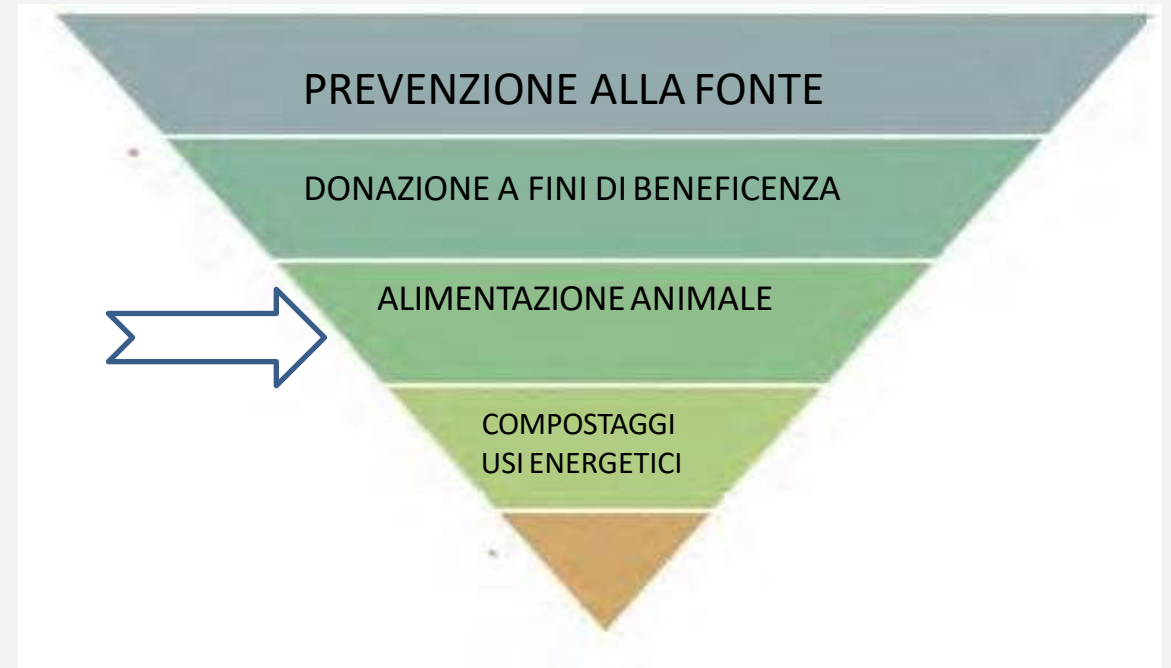 PREVENZIONE ALLA FONTE
DONAZIONE A FINI DI BENEFICENZA
ALIMENTAZIONE ANIMALE
COMPOSTAGGI
USI ENERGETICI